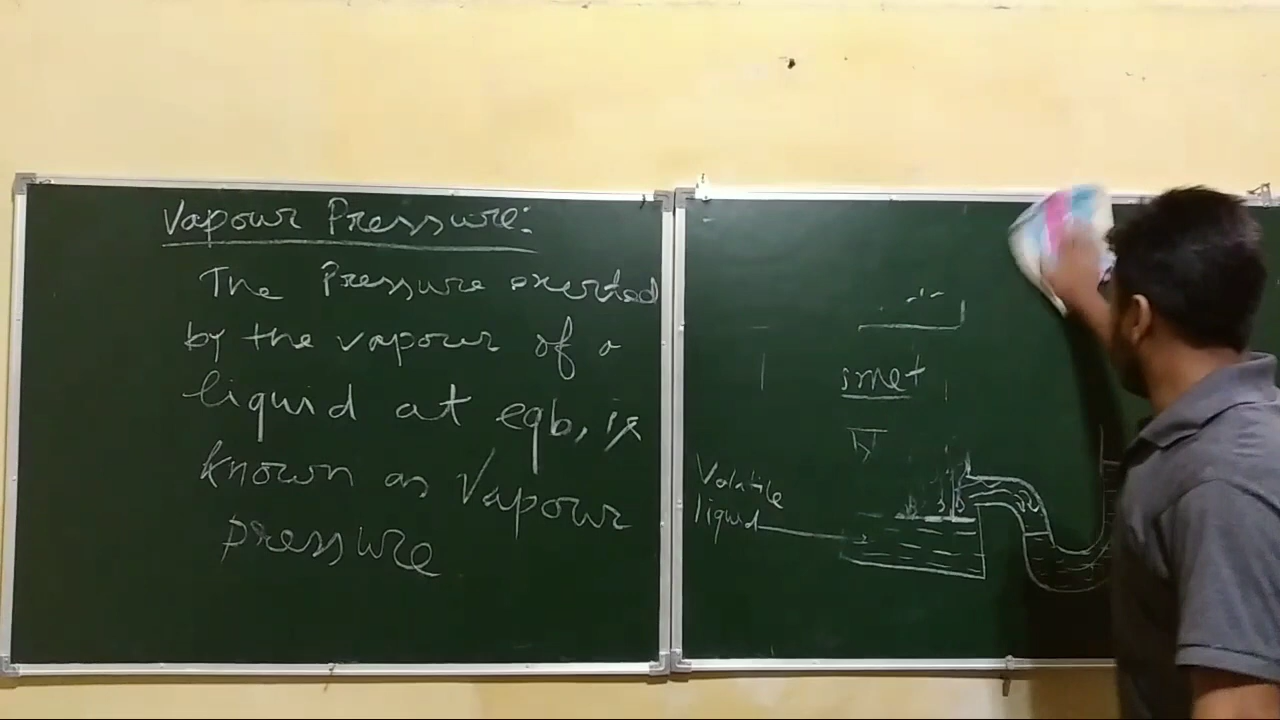 Vapour Pressure:
The Pressure exerted
by the vapour of a
liquid at eqb, is
known as Vapour
pressure
Volatile
liquid